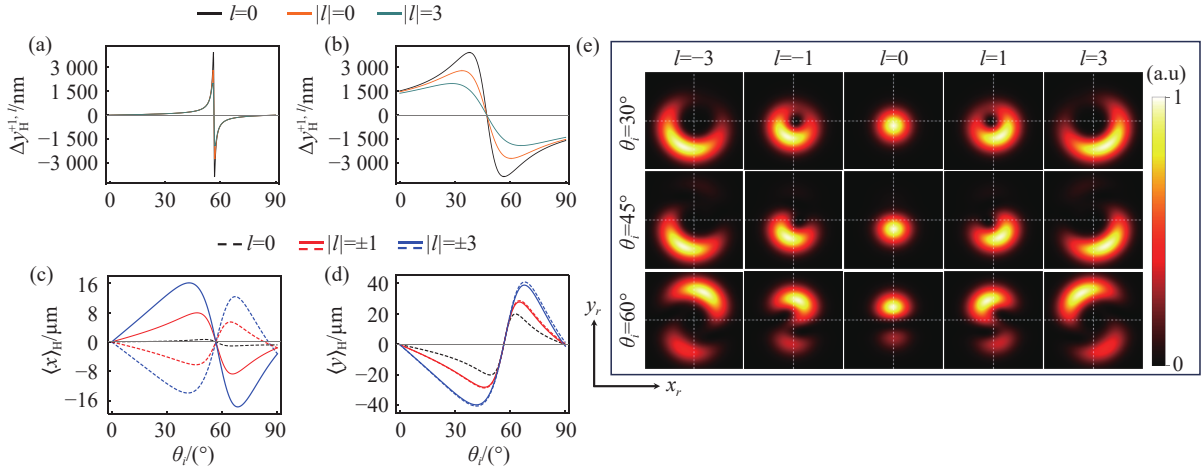 l=0 |l|=0 |l|=3
(a)
Δy_H^{+1, l}/nm
3 000
1 500
0
−1 500
−3 000
0 30 60 90
(b)
Δy_H^{+1, l}/nm
3 000
1 500
0
−1 500
−3 000
0 30 60 90
l=0 |l|=±1 |l|=±3
(c)
⟨x⟩_H/μm
16
8
0
−8
−16
0 30 60 90
θ_i/(°)
(d)
⟨y⟩_H/μm
40
20
0
−20
−40
0 30 60 90
θ_i/(°)
(e)
l=−3 l=−1 l=0 l=1 l=3
(a.u)
1
0
θ_i=30°
θ_i=45°
θ_i=60°
y_r
x_r